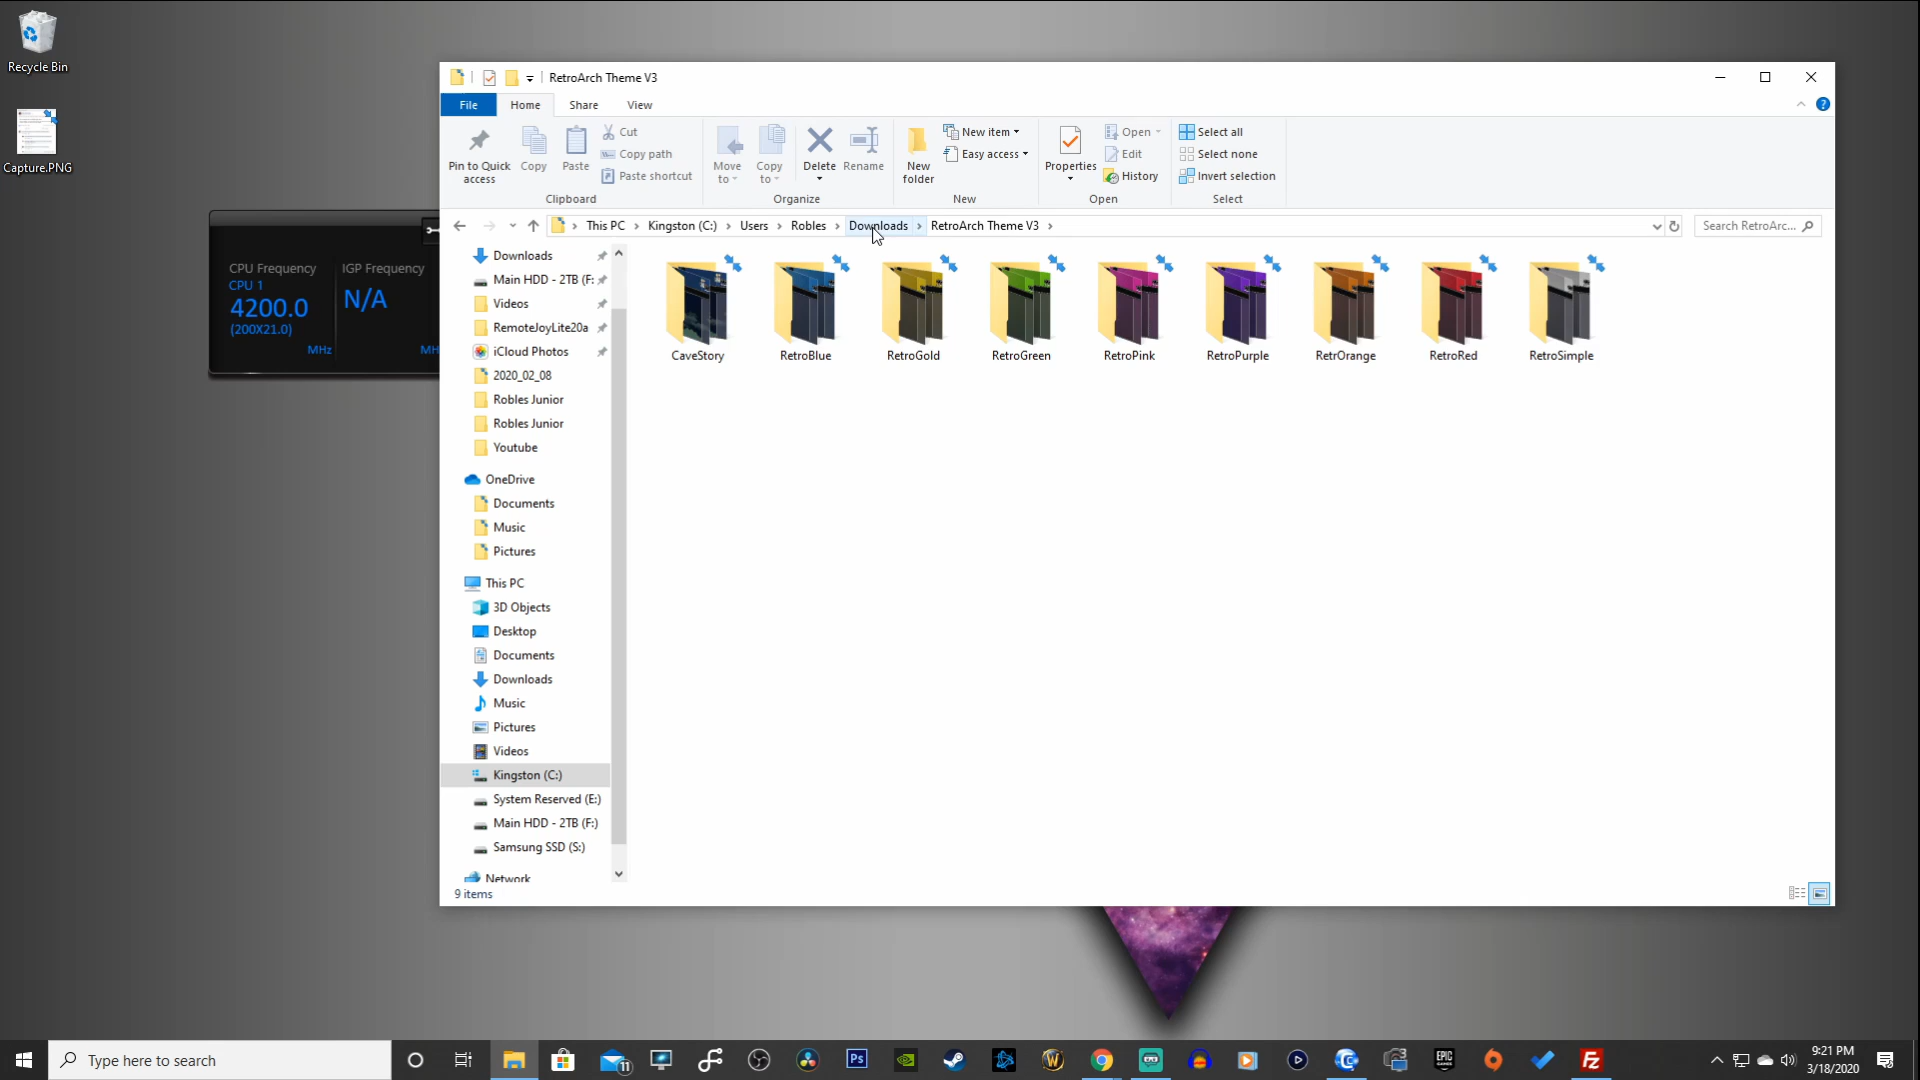 Recycle Bin
Capture.PNG
CPU Frequency
CPU 1
4200.0
(200X21.0)
MHz
IGP Frequency
N/A
RetroArch Theme V3
File Home Share View
Pin to Quick access
Copy
Paste
Cut
Copy path
Paste shortcut
Clipboard
Move to
Copy to
Delete
Rename
Organize
New folder
New item
Easy access
New
Properties
Open
Edit
History
Open
Select all
Select none
Invert selection
Select
This PC > Kingston (C:) > Users > Robles > Downloads > RetroArch Theme V3 >
Search RetroArc...
Downloads
Main HDD - 2TB (F:
Videos
RemoteJoyLite20a
iCloud Photos
2020_02_08
Robles Junior
Robles Junior
Youtube
OneDrive
Documents
Music
Pictures
This PC
3D Objects
Desktop
Documents
Downloads
Music
Pictures
Videos
Kingston (C:)
System Reserved (E:)
Main HDD - 2TB (F:)
Samsung SSD (S:)
Network
CaveStory
RetroBlue
RetroGold
RetroGreen
RetroPink
RetroPurple
RetrOrange
RetroRed
RetroSimple
9 items
Type here to search
11
Ps
EPIC
Fz
9:21 PM
3/18/2020